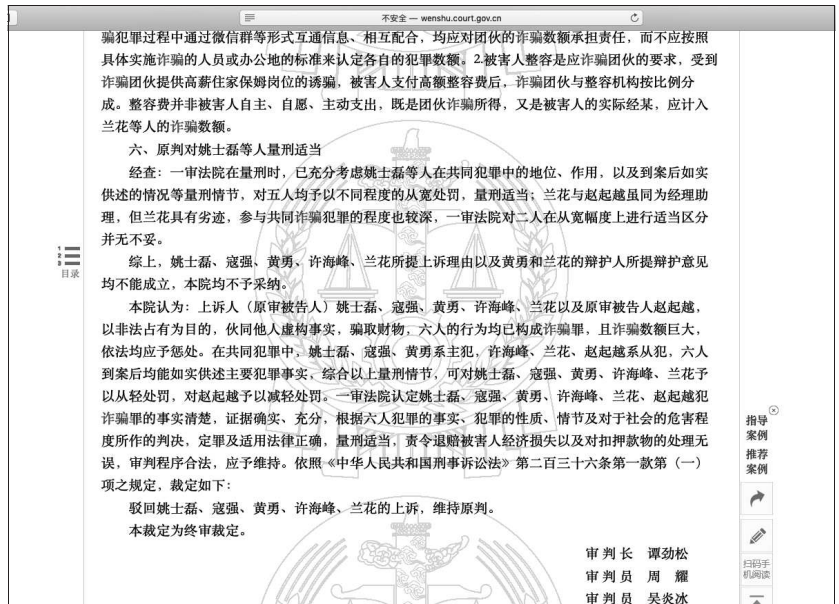 不安全 — wenshu.court.gov.cn
骗犯罪过程中通过微信群等形式互通信息、相互配合，均应对团伙的诈骗数额承担责任，而不应按照
具体实施诈骗的人员或办公地的标准来认定各自的犯罪数额。2.被害人整容是应诈骗团伙的要求，受到
诈骗团伙提供高薪住家保姆岗位的诱骗，被害人支付高额整容费后，诈骗团伙与整容机构按比例分
成。整容费并非被害人自主、自愿、主动支出，既是团伙诈骗所得，又是被害人的实际经某，应计入
兰花等人的诈骗数额。
六、原判对姚士磊等人量刑适当
经查：一审法院在量刑时，已充分考虑姚士磊等人在共同犯罪中的地位、作用，以及到案后如实
供述的情况等量刑情节，对五人均予以不同程度的从宽处罚，量刑适当；兰花与赵起越虽同为经理助
理，但兰花具有劣迹，参与共同诈骗犯罪的程度也较深，一审法院对二人在从宽幅度上进行适当区分
并无不妥。
综上，姚士磊、寇强、黄勇、许海峰、兰花所提上诉理由以及黄勇和兰花的辩护人所提辩护意见
均不能成立，本院均不予采纳。
本院认为：上诉人（原审被告人）姚士磊、寇强、黄勇、许海峰、兰花以及原审被告人赵起越，
以非法占有为目的，伙同他人虚构事实，骗取财物，六人的行为均已构成诈骗罪，且诈骗数额巨大，
依法均应予惩处。在共同犯罪中，姚士磊、寇强、黄勇系主犯，许海峰、兰花、赵起越系从犯，六人
到案后均能如实供述主要犯罪事实，综合以上量刑情节，可对姚士磊、寇强、黄勇、许海峰、兰花予
以从轻处罚，对赵起越予以减轻处罚。一审法院认定姚士磊、寇强、黄勇、许海峰、兰花、赵起越犯
诈骗罪的事实清楚，证据确实、充分，根据六人犯罪的事实、犯罪的性质、情节及对于社会的危害程
度所作的判决，定罪及适用法律正确，量刑适当，责令退赔被害人经济损失以及对扣押款物的处理无
误，审判程序合法，应予维持。依照《中华人民共和国刑事诉讼法》第二百三十六条第一款第（一）
项之规定，裁定如下：
驳回姚士磊、寇强、黄勇、许海峰、兰花的上诉，维持原判。
本裁定为终审裁定。
审 判 长 谭劲松
审 判 员 周 耀
审 判 员 吴炎冰
目录
指导
案例
推荐
案例
扫码手
机阅读